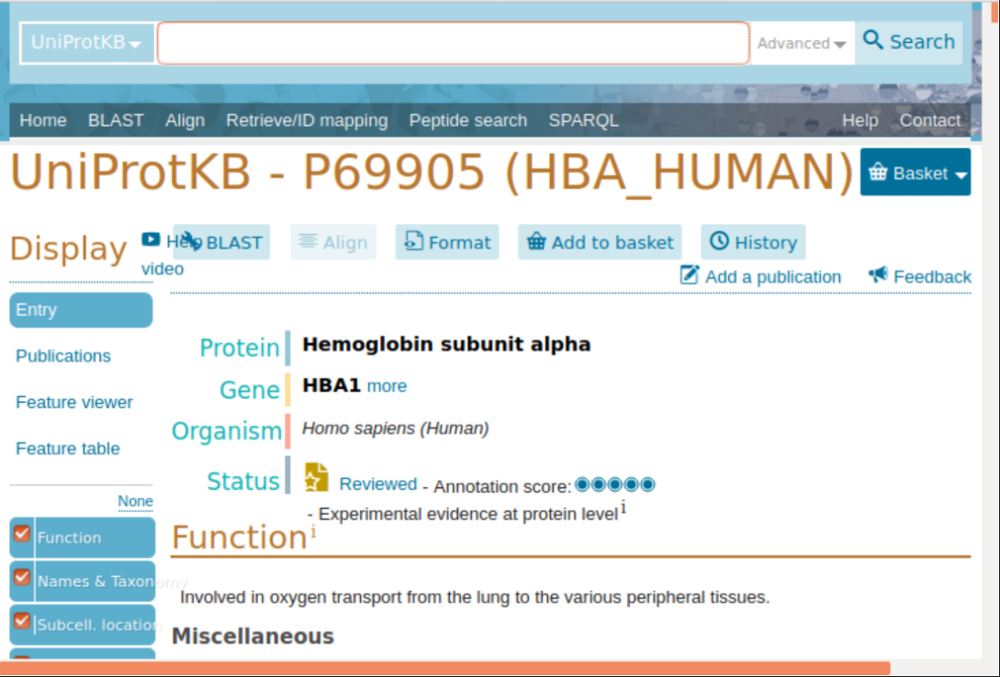 UniProtKB
Advanced
Search
Home BLAST Align Retrieve/ID mapping Peptide search SPARQL Help Contact
UniProtKB - P69905 (HBA_HUMAN)
Basket
Display
Help video
BLAST Align Format Add to basket History
Add a publication Feedback
Entry
Publications
Feature viewer
Feature table
None
Function
Names & Taxonomy
Subcell. location
Protein Hemoglobin subunit alpha
Gene HBA1 more
Organism Homo sapiens (Human)
Status Reviewed - Annotation score:
- Experimental evidence at protein level i
Function i
Involved in oxygen transport from the lung to the various peripheral tissues.
Miscellaneous